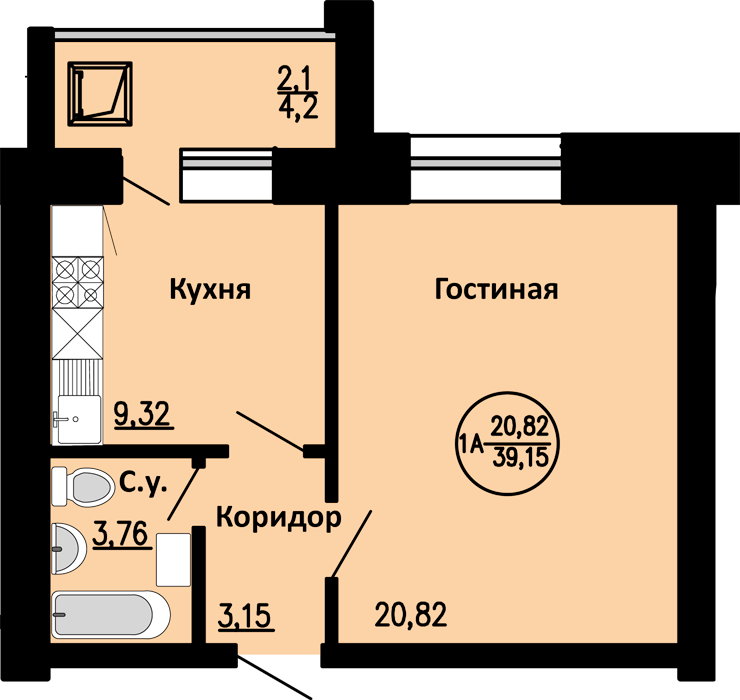 2,1
4,2
Кухня
Гостиная
9,32
1А
20,82
39,15
С.у.
3,76
Коридор
3,15
20,82